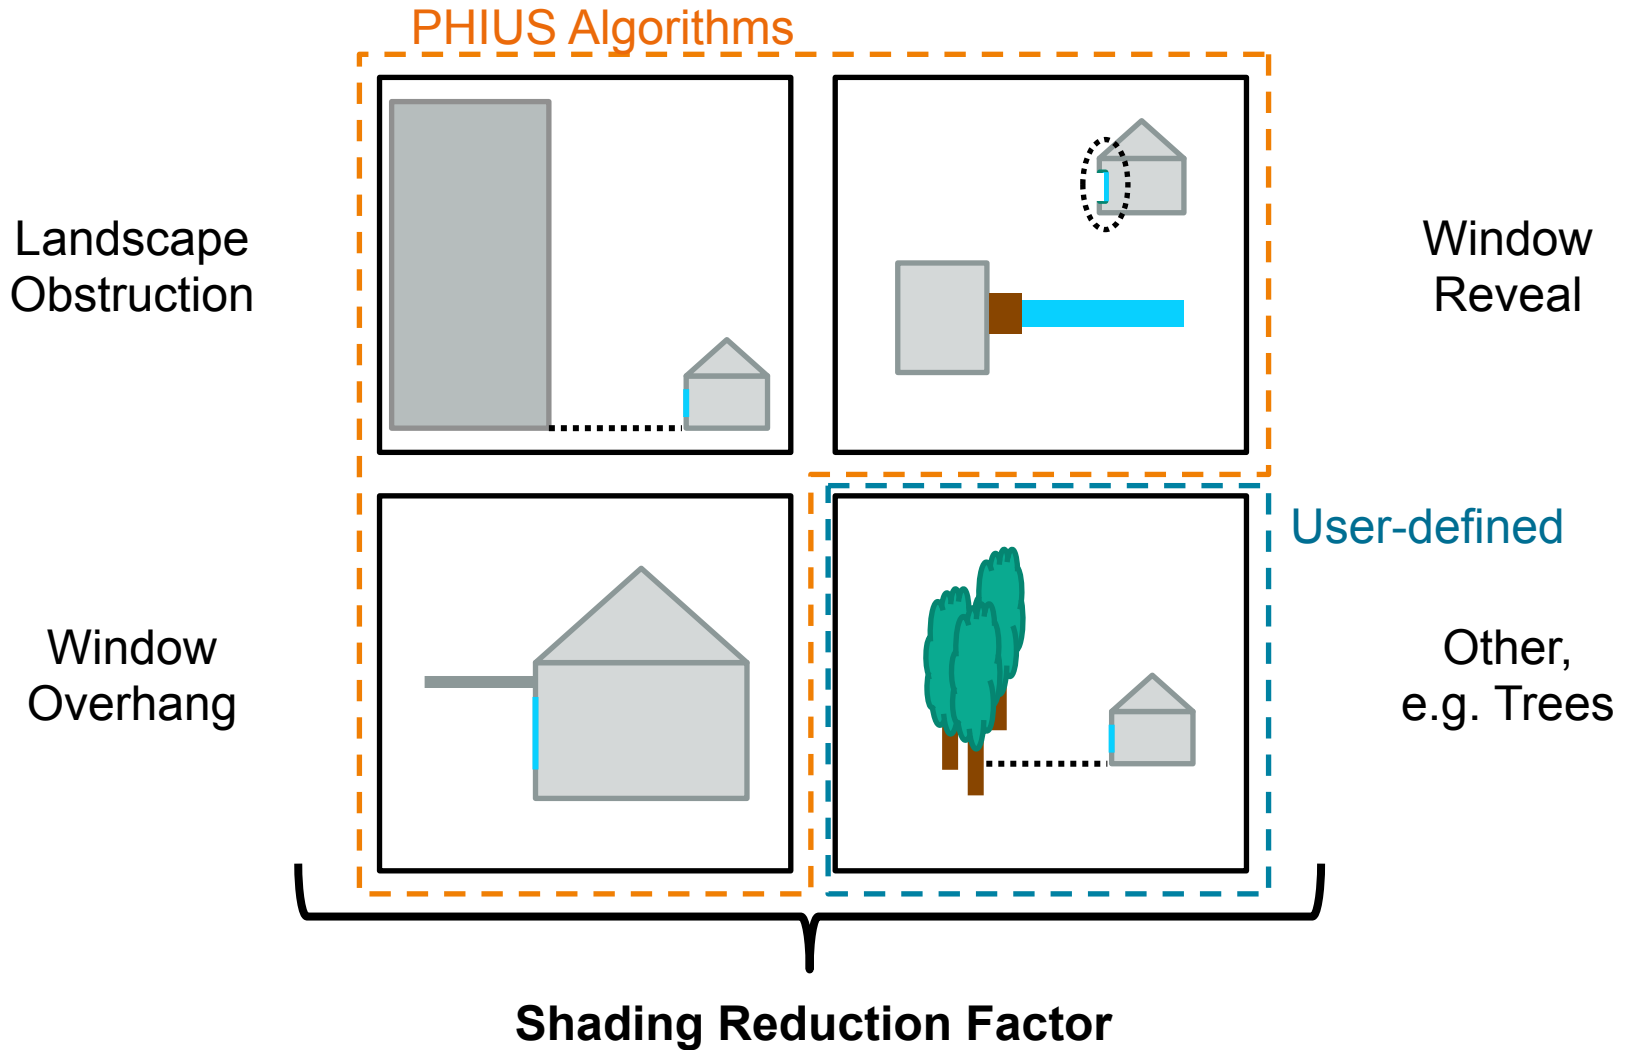 PHIUS Algorithms
Landscape
Obstruction
Window
Reveal
User-defined
Window
Overhang
Other,
e.g. Trees
Shading Reduction Factor